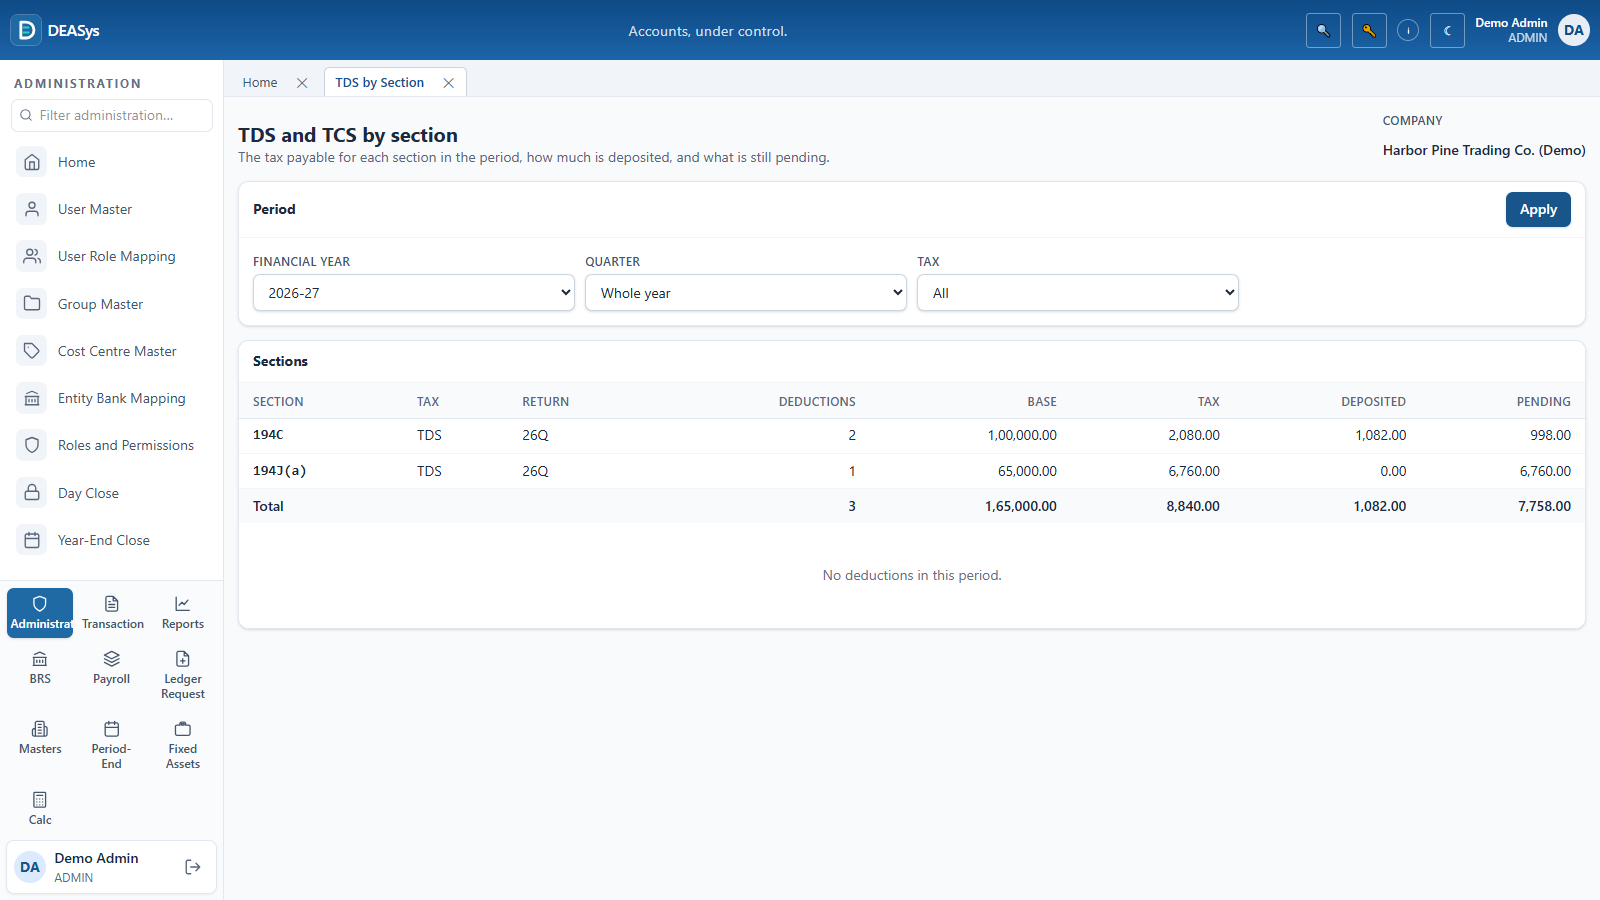 DEASys
Accounts, under control.
Demo Admin
ADMIN
DA
ADMINISTRATION
Filter administration...
Home
User Master
User Role Mapping
Group Master
Cost Centre Master
Entity Bank Mapping
Roles and Permissions
Day Close
Year-End Close
Administrat
Transaction
Reports
BRS
Payroll
Ledger
Request
Masters
Period-
End
Fixed
Assets
Calc
DA
Demo Admin
ADMIN
Home
TDS by Section
TDS and TCS by section
The tax payable for each section in the period, how much is deposited, and what is still pending.
COMPANY
Harbor Pine Trading Co. (Demo)
Period
Apply
FINANCIAL YEAR QUARTER TAX
2026-27 Whole year All
Sections
SECTION TAX RETURN DEDUCTIONS BASE TAX DEPOSITED PENDING
194C TDS 26Q 2 1,00,000.00 2,080.00 1,082.00 998.00
194J(a) TDS 26Q 1 65,000.00 6,760.00 0.00 6,760.00
Total 3 1,65,000.00 8,840.00 1,082.00 7,758.00
No deductions in this period.